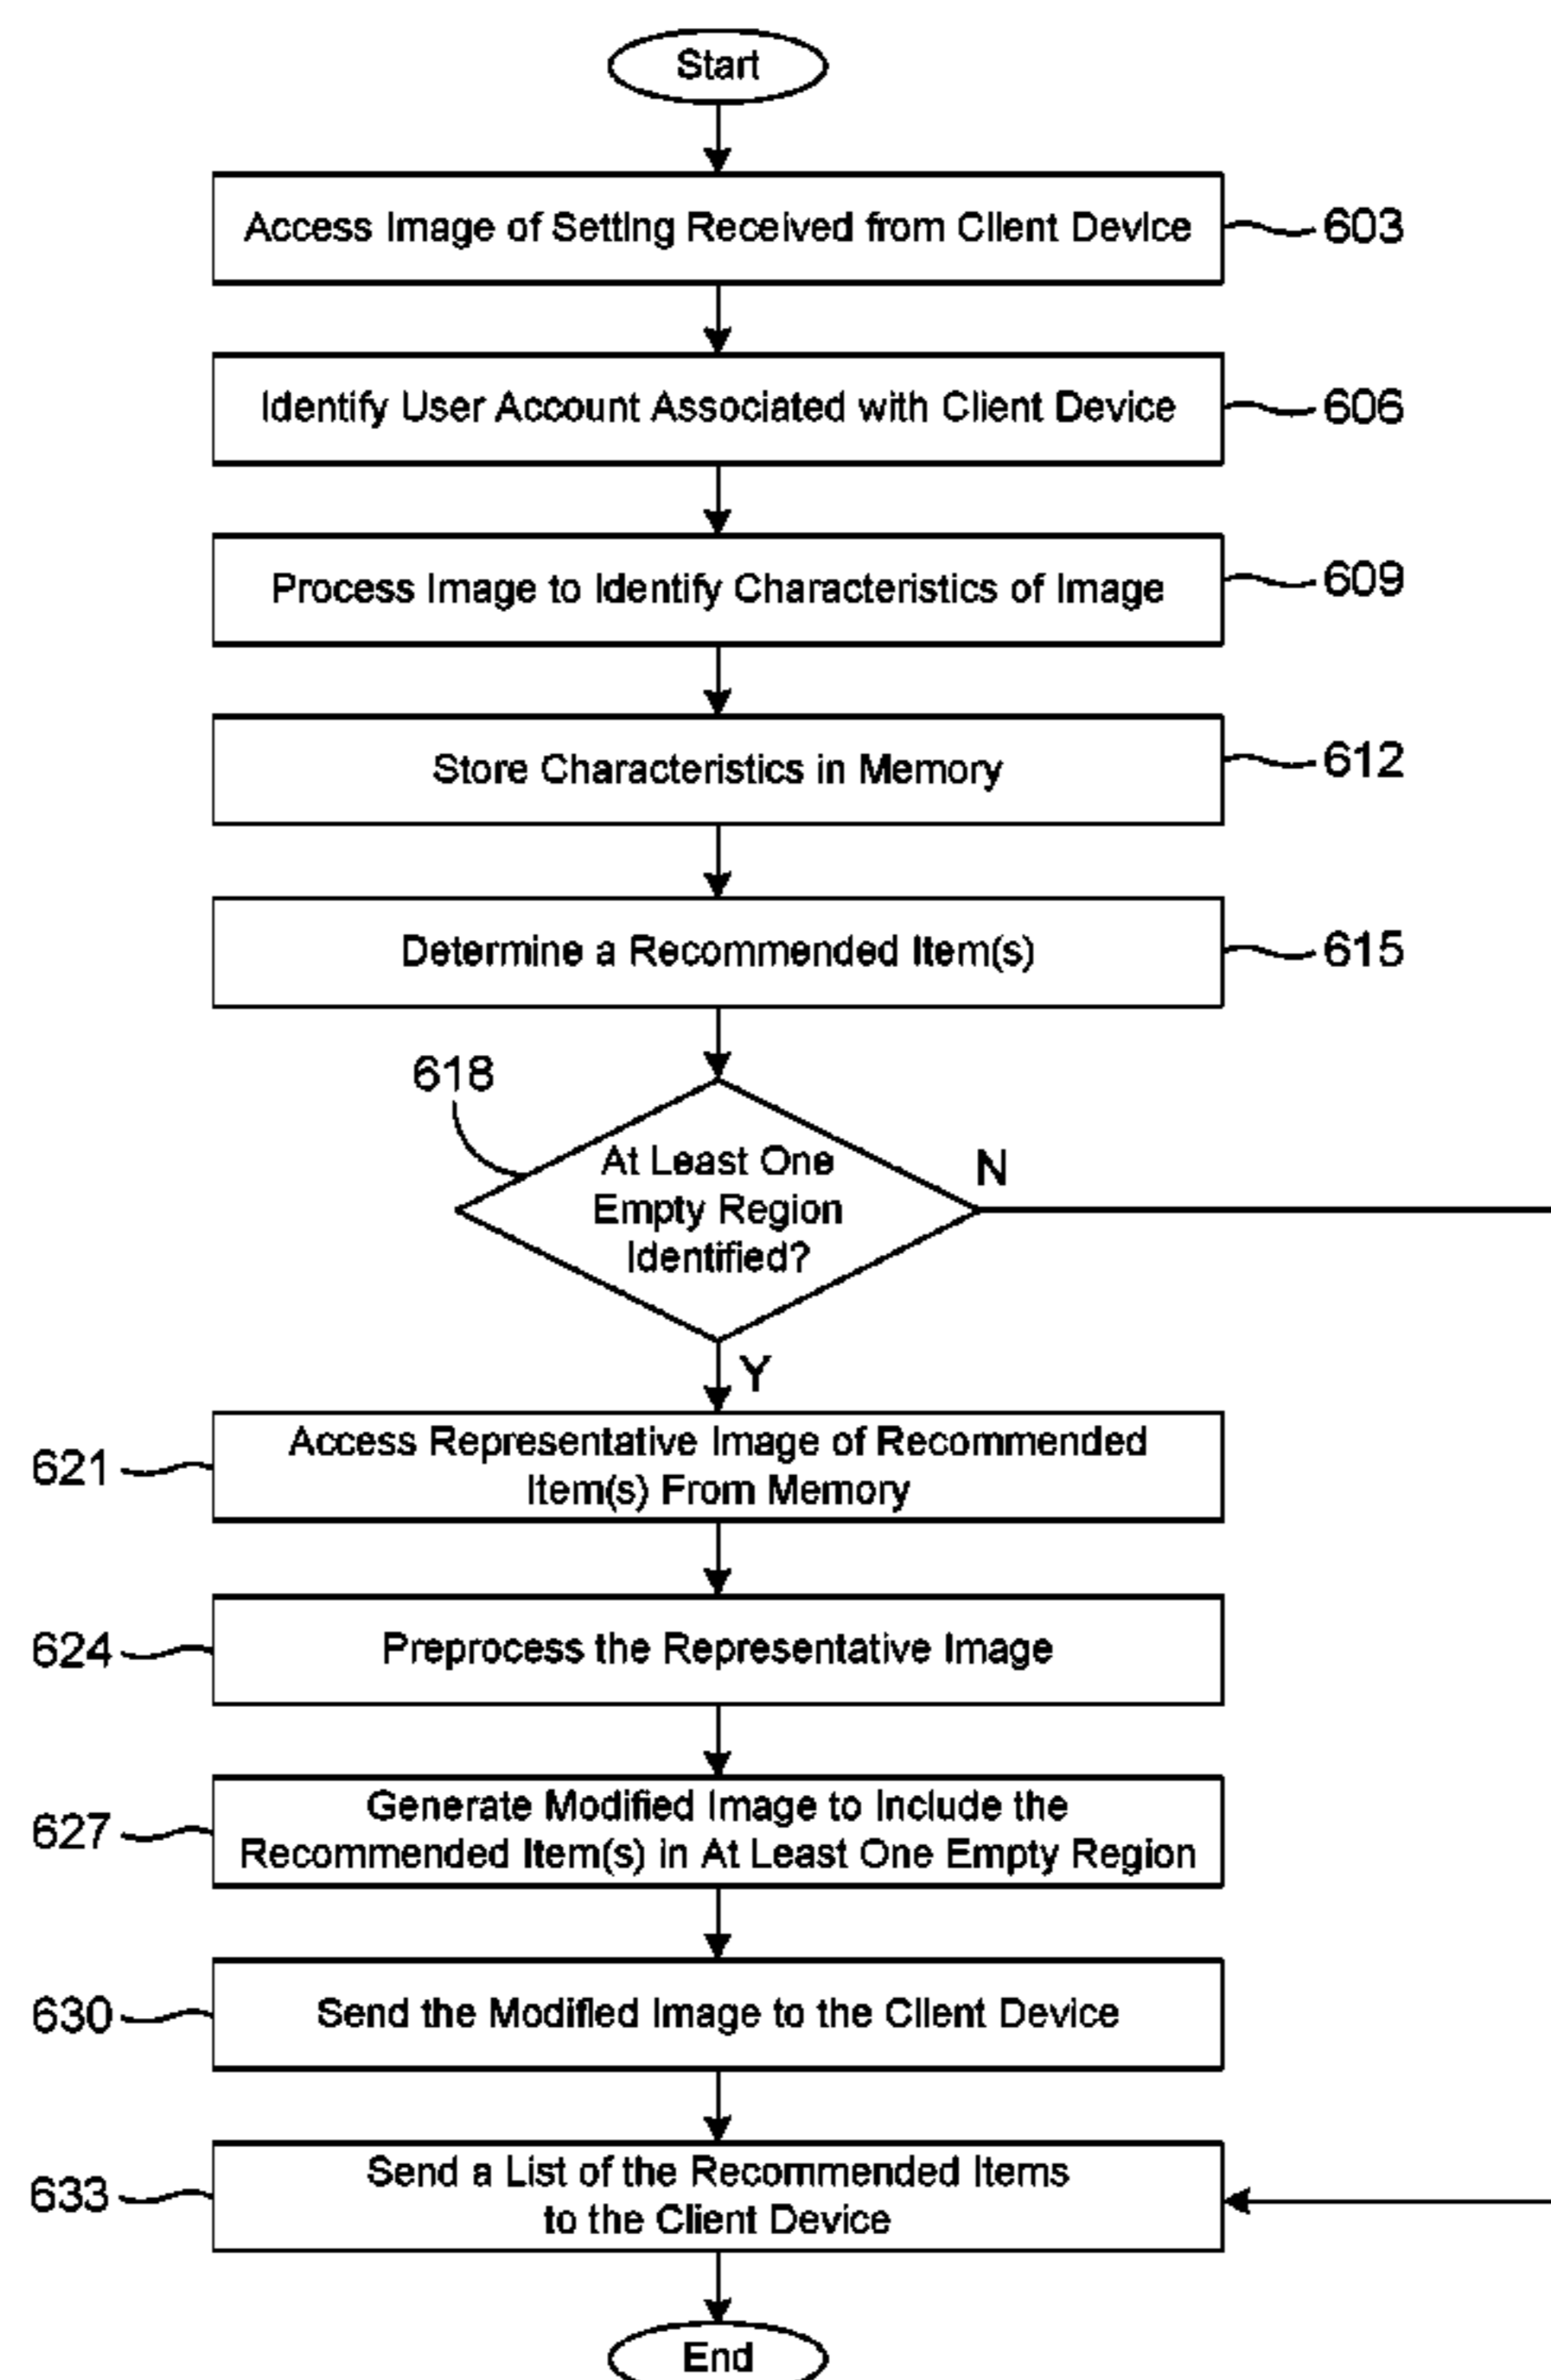 Start
Access Image of Setting Received from Client Device
603
Identify User Account Associated with Client Device
606
Process Image to Identify Characteristics of Image
609
Store Characteristics in Memory
612
Determine a Recommended Item(s)
615
618
At Least One
Empty Region
Identified?
N
Y
621
Access Representative Image of Recommended
Item(s) From Memory
624
Preprocess the Representative Image
627
Generate Modified Image to Include the
Recommended Item(s) in At Least One Empty Region
630
Send the Modified Image to the Client Device
633
Send a List of the Recommended Items
to the Client Device
End